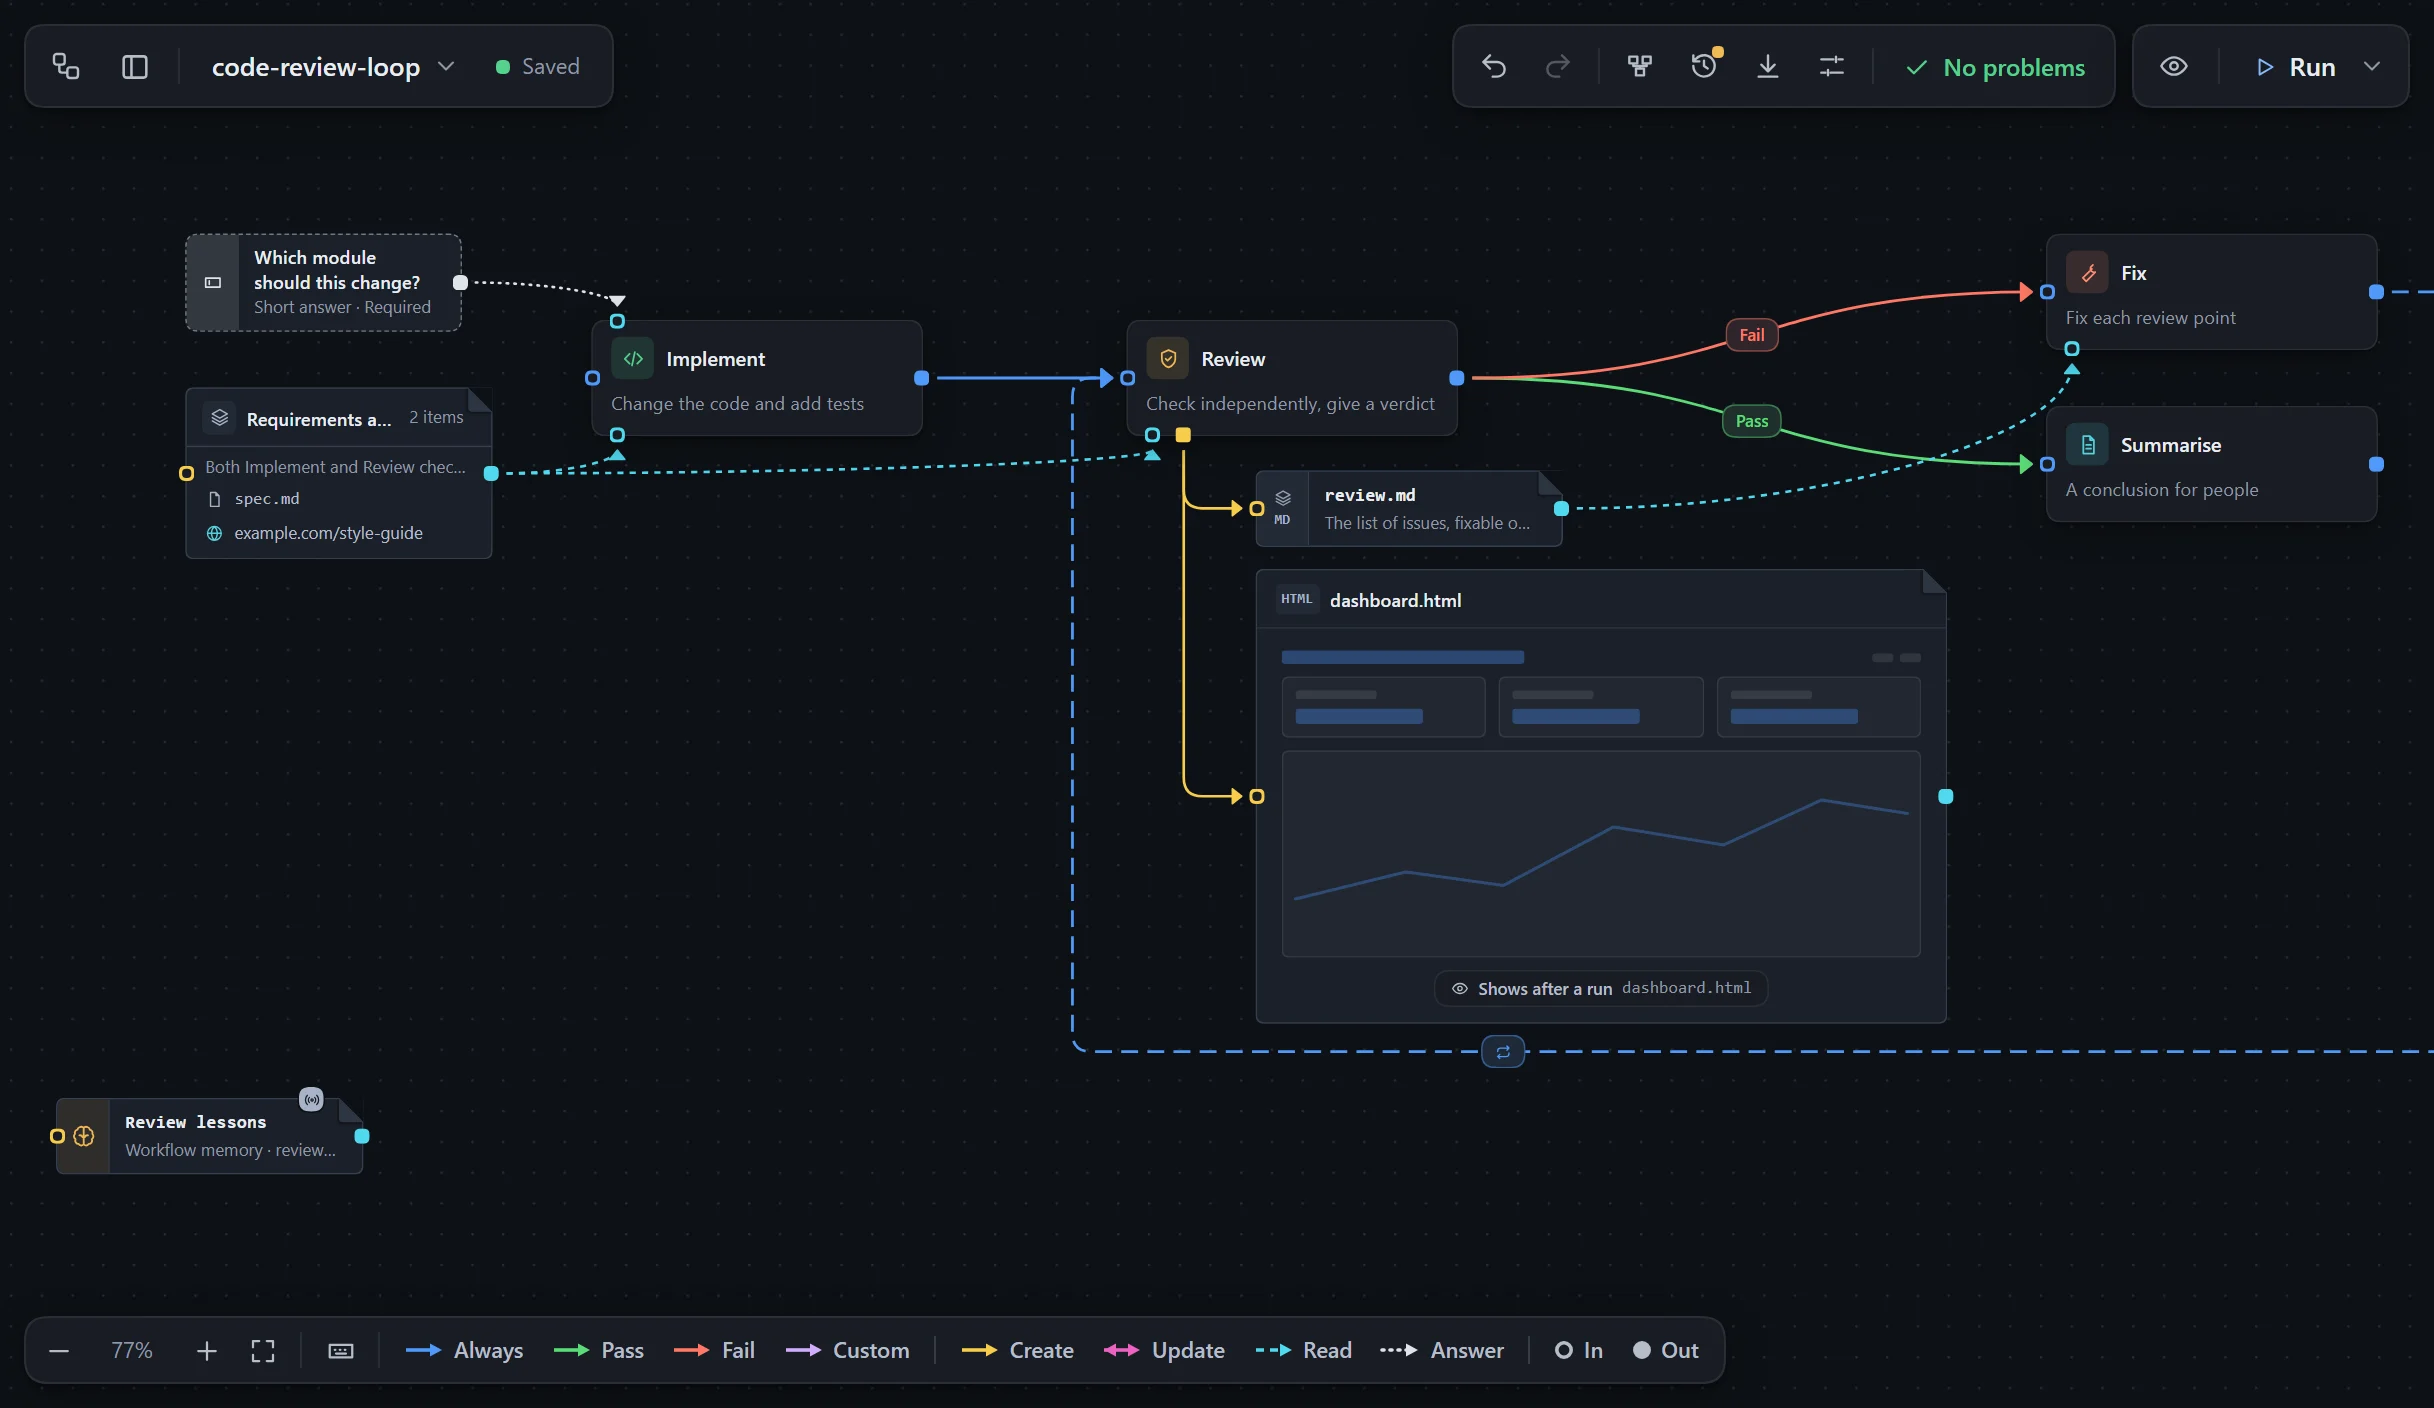 code-review-loop
Saved
No problems
Run
Which module
should this change?
Short answer · Required
Requirements a...
2 items
Both Implement and Review chec...
spec.md
example.com/style-guide
Implement
Change the code and add tests
Review
Check independently, give a verdict
Fail
Pass
Fix
Fix each review point
Summarise
A conclusion for people
MD
review.md
The list of issues, fixable o...
HTML
dashboard.html
Shows after a run dashboard.html
Review lessons
Workflow memory · review...
77%
Always
Pass
Fail
Custom
Create
Update
Read
Answer
In
Out